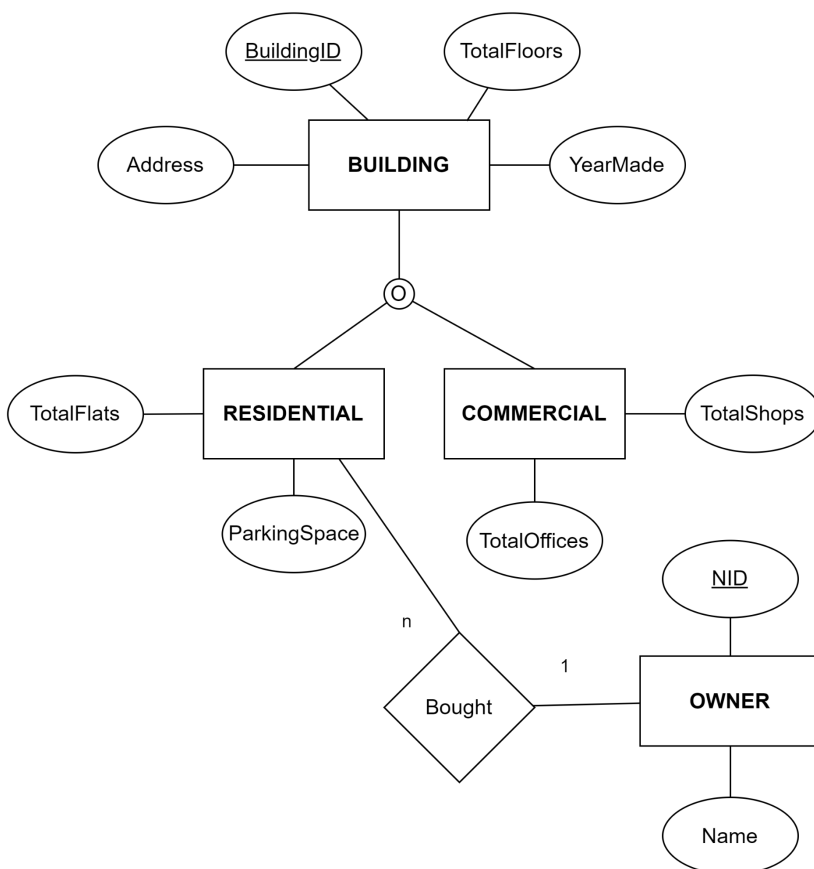 BuildingID
TotalFloors
Address
BUILDING
YearMade
O
TotalFlats
RESIDENTIAL
COMMERCIAL
TotalShops
ParkingSpace
TotalOffices
NID
n
1
Bought
OWNER
Name